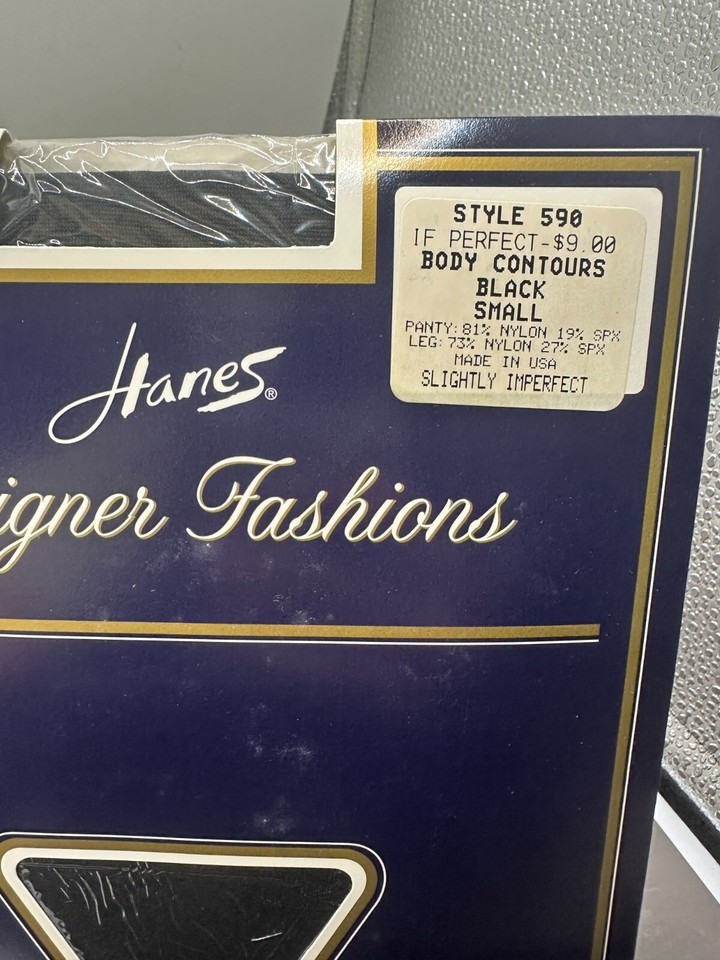 STYLE 590
IF PERFECT-$9.00
BODY CONTOURS
BLACK
SMALL
PANTY: 81% NYLON 19% SPX
LEG: 73% NYLON 27% SPX
MADE IN USA
SLIGHTLY IMPERFECT
Hanes®
igner Fashions